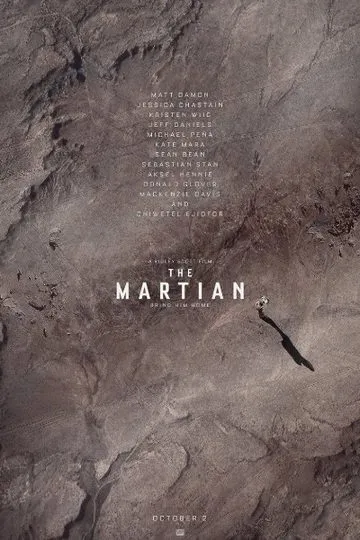 MATT DAMON
JESSICA CHASTAIN
KRISTEN WIIG
JEFF DANIELS
MICHAEL PEÑA
KATE MARA
SEAN BEAN
SEBASTIAN STAN
AKSEL HENNIE
DONALD GLOVER
MACKENZIE DAVIS
AND
CHIWETEL EJIOFOR
A RIDLEY SCOTT FILM
THE
MARTIAN
BRING HIM HOME
OCTOBER 2